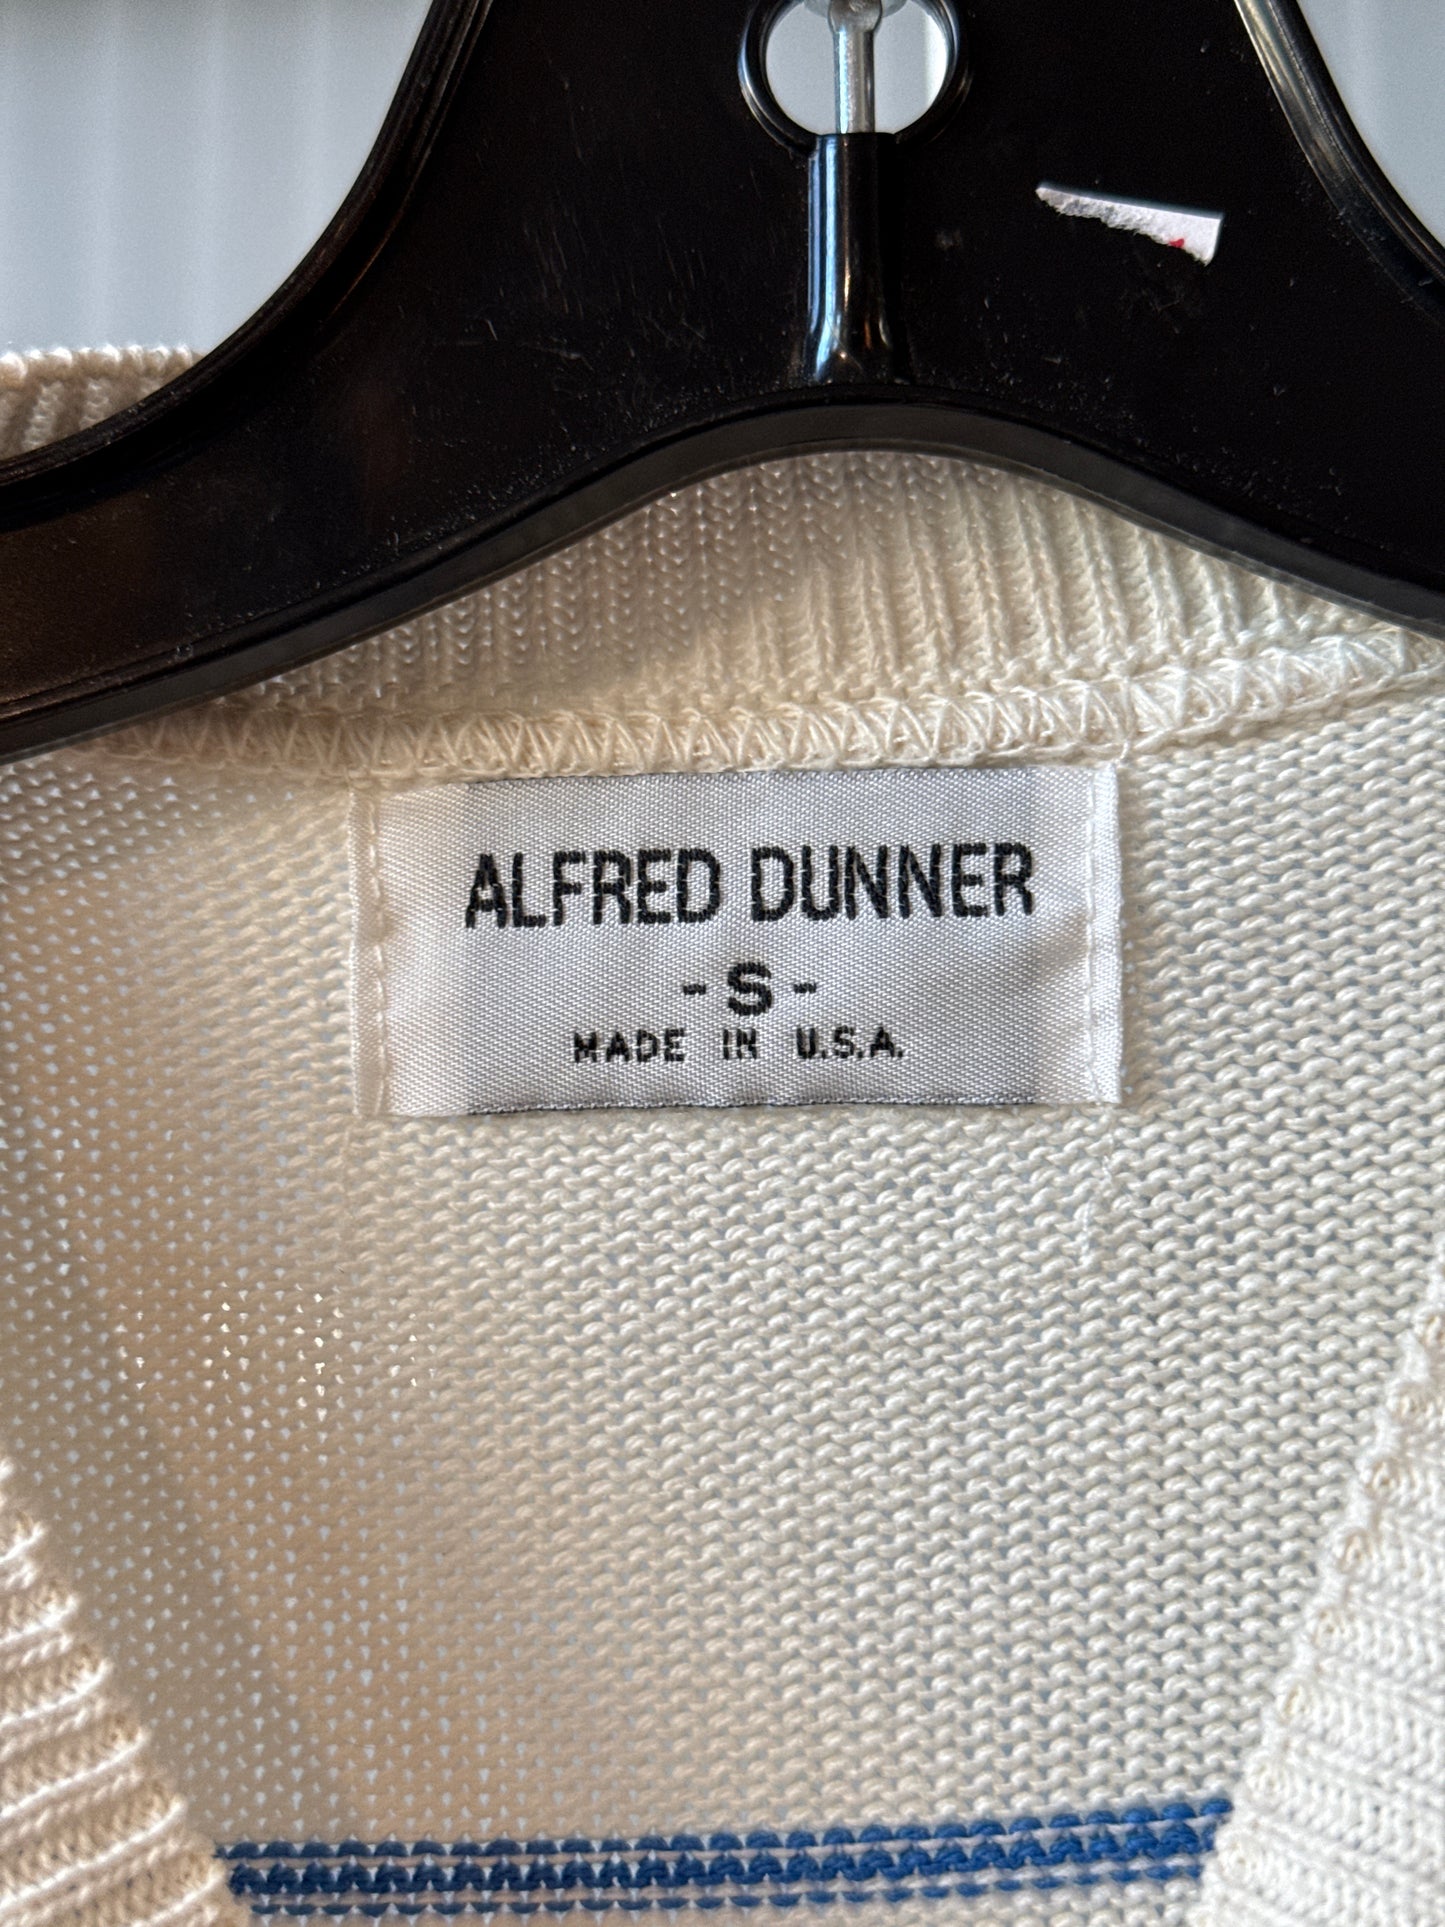 ALFRED DUNNER
- S -
MADE IN U.S.A.